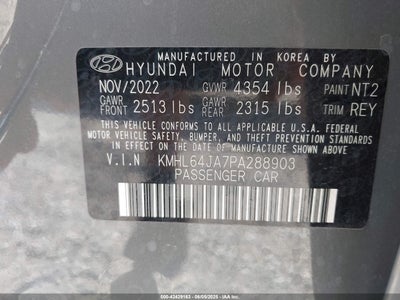 MANUFACTURED IN KOREA BY
HYUNDAI MOTOR COMPANY
NOV/2022 GVWR 4354 lbs PAINT NT2
GAWR FRONT 2513 lbs GAWR REAR 2315 lbs TRIM REY
THIS VEHICLE CONFORMS TO ALL APPLICABLE U.S. FEDERAL
MOTOR VEHICLE SAFETY, BUMPER, AND THEFT PREVENTION STANDARDS
IN EFFECT ON THE DATE OF MANUFACTURE SHOWN ABOVE.
V.I.N KMHL64JA7PA288903
PASSENGER CAR